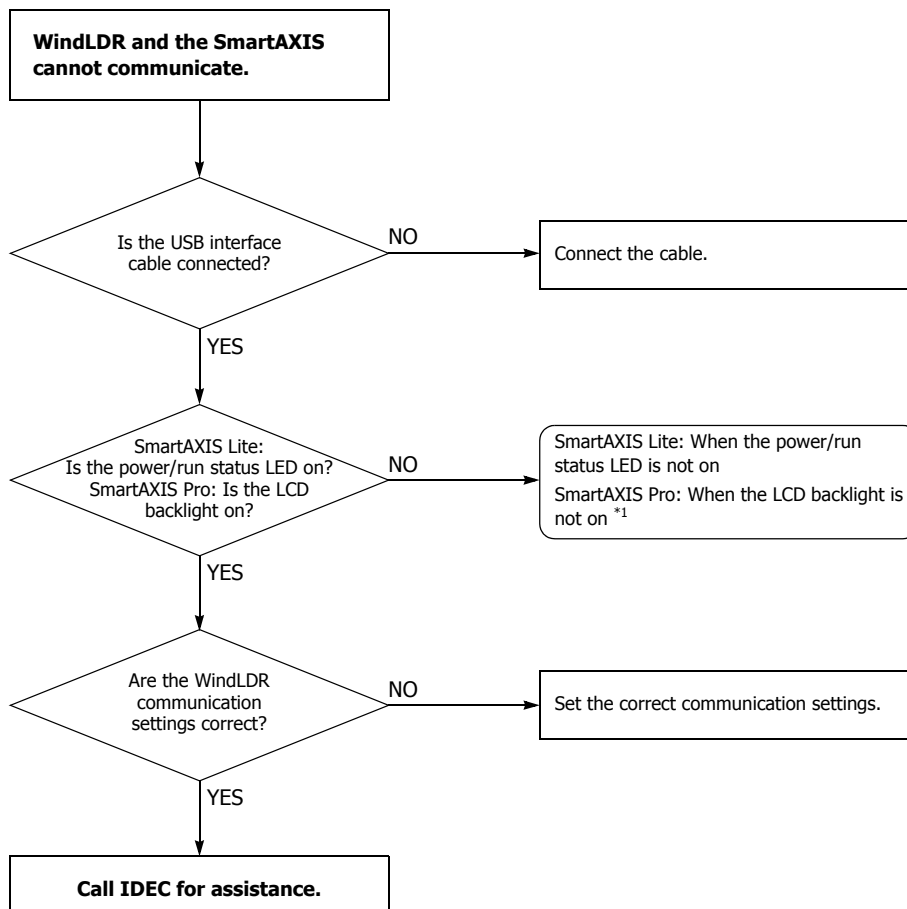 WindLDR and the SmartAXIS
cannot communicate.
Is the USB interface
cable connected?
NO
Connect the cable.
YES
SmartAXIS Lite:
Is the power/run status LED on?
SmartAXIS Pro: Is the LCD
backlight on?
NO
SmartAXIS Lite: When the power/run
status LED is not on
SmartAXIS Pro: When the LCD backlight is
not on *1
YES
Are the WindLDR
communication
settings correct?
NO
Set the correct communication settings.
YES
Call IDEC for assistance.